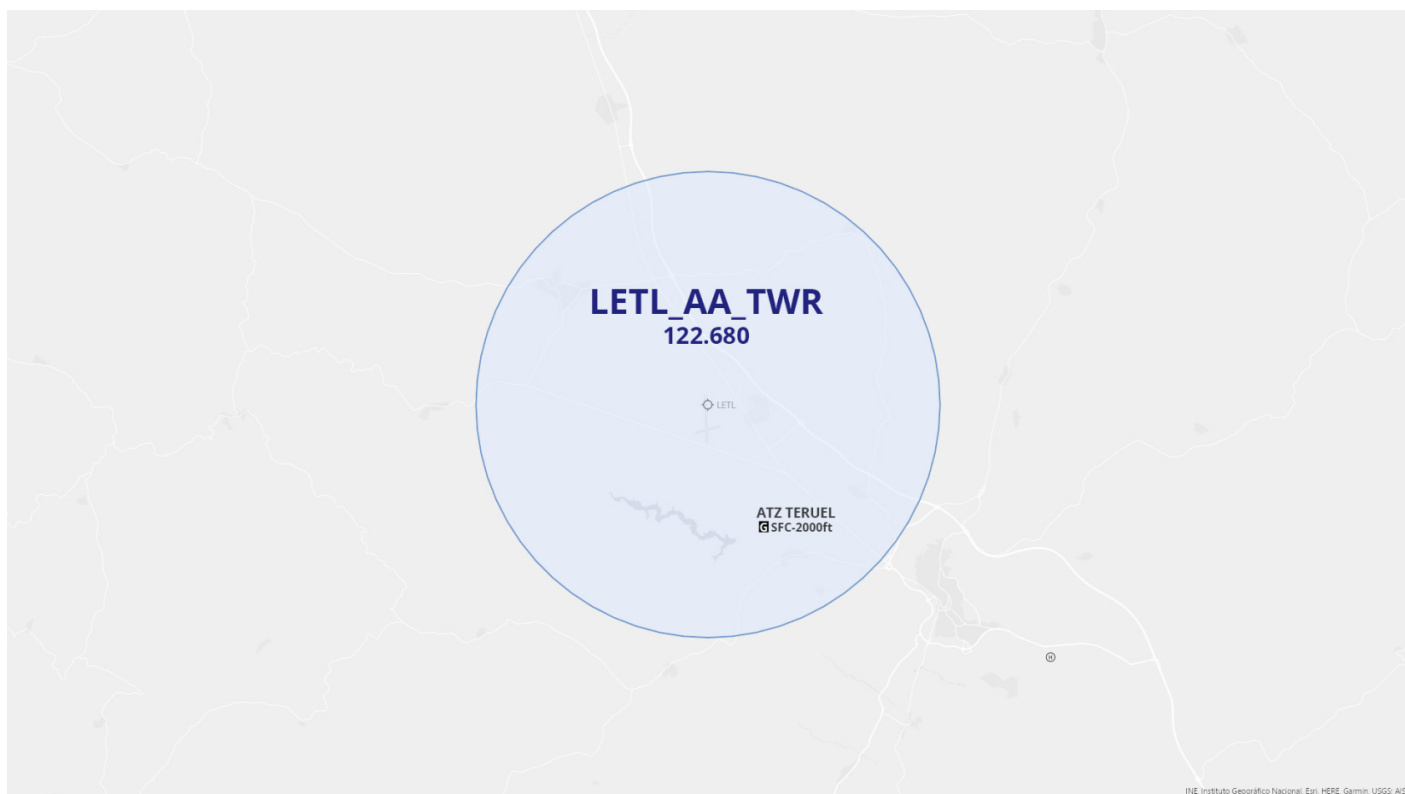 LETL_AA_TWR
122.680
LETL
ATZ TERUEL
G SFC-2000ft
H
INE, Instituto Geográfico Nacional, Esri, HERE, Garmin, USGS; AIS